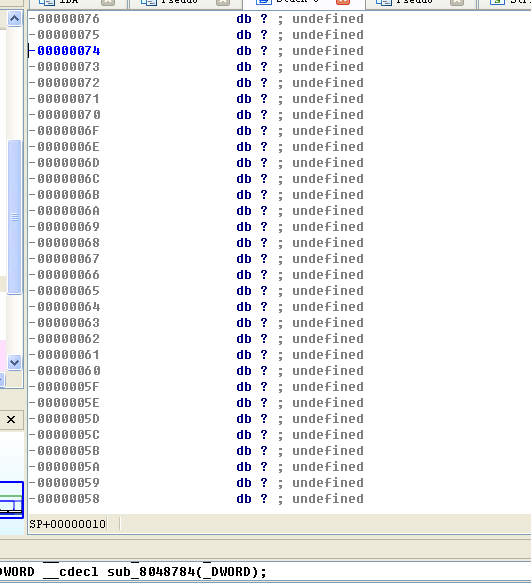 -00000076 db ? ; undefined
-00000075 db ? ; undefined
-00000074 db ? ; undefined
-00000073 db ? ; undefined
-00000072 db ? ; undefined
-00000071 db ? ; undefined
-00000070 db ? ; undefined
-0000006F db ? ; undefined
-0000006E db ? ; undefined
-0000006D db ? ; undefined
-0000006C db ? ; undefined
-0000006B db ? ; undefined
-0000006A db ? ; undefined
-00000069 db ? ; undefined
-00000068 db ? ; undefined
-00000067 db ? ; undefined
-00000066 db ? ; undefined
-00000065 db ? ; undefined
-00000064 db ? ; undefined
-00000063 db ? ; undefined
-00000062 db ? ; undefined
-00000061 db ? ; undefined
-00000060 db ? ; undefined
-0000005F db ? ; undefined
-0000005E db ? ; undefined
-0000005D db ? ; undefined
-0000005C db ? ; undefined
-0000005B db ? ; undefined
-0000005A db ? ; undefined
-00000059 db ? ; undefined
-00000058 db ? ; undefined
SP+00000010
DWORD __cdecl sub_8048784(_DWORD);